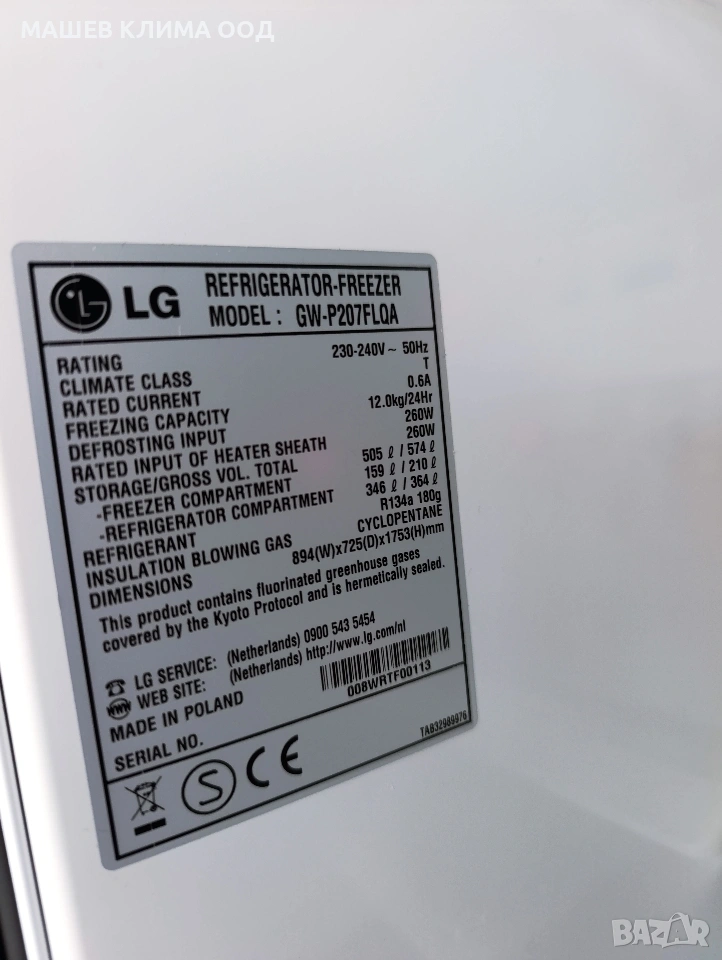 МАШЕВ КЛИМА ООД
LG
REFRIGERATOR-FREEZER
MODEL : GW-P207FLQA
RATING 230-240V ~ 50Hz
CLIMATE CLASS T
RATED CURRENT 0.6A
FREEZING CAPACITY 12.0kg/24Hr
DEFROSTING INPUT 260W
RATED INPUT OF HEATER SHEATH 260W
STORAGE/GROSS VOL. TOTAL 505 ℓ / 574 ℓ
-FREEZER COMPARTMENT 159 ℓ / 210 ℓ
-REFRIGERATOR COMPARTMENT 346 ℓ / 364 ℓ
REFRIGERANT R134a 180g
INSULATION BLOWING GAS CYCLOPENTANE
DIMENSIONS 894(W)x725(D)x1753(H)mm
This product contains fluorinated greenhouse gases
covered by the Kyoto Protocol and is hermetically sealed.
LG SERVICE: (Netherlands) 0900 543 5454
WEB SITE: (Netherlands) http://www.lg.com/nl
MADE IN POLAND
SERIAL NO. 008WRTF00113
S CE
TAB32989976
BAZAR